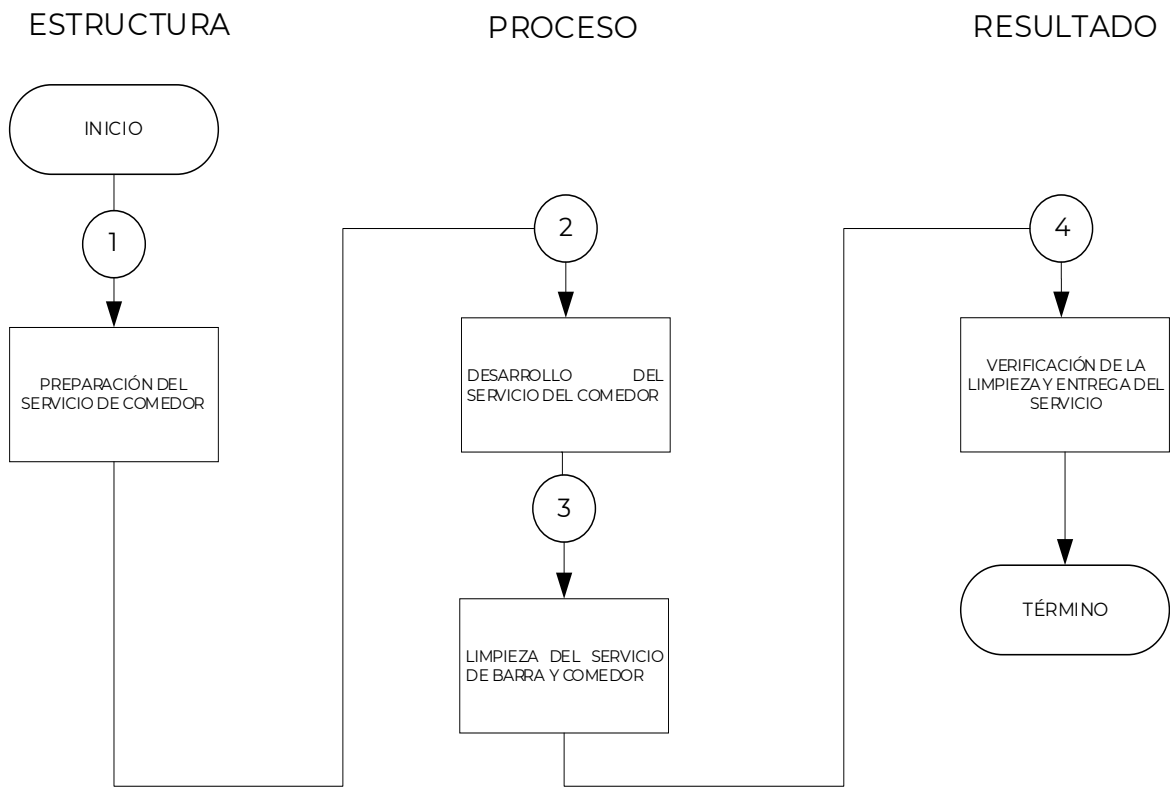 ESTRUCTURA
PROCESO
RESULTADO
INICIO
1
PREPARACIÓN DEL
SERVICIO DE COMEDOR
2
DESARROLLO DEL
SERVICIO DEL COMEDOR
3
LIMPIEZA DEL SERVICIO
DE BARRA Y COMEDOR
4
VERIFICACIÓN DE LA
LIMPIEZA Y ENTREGA DEL
SERVICIO
TÉRMINO